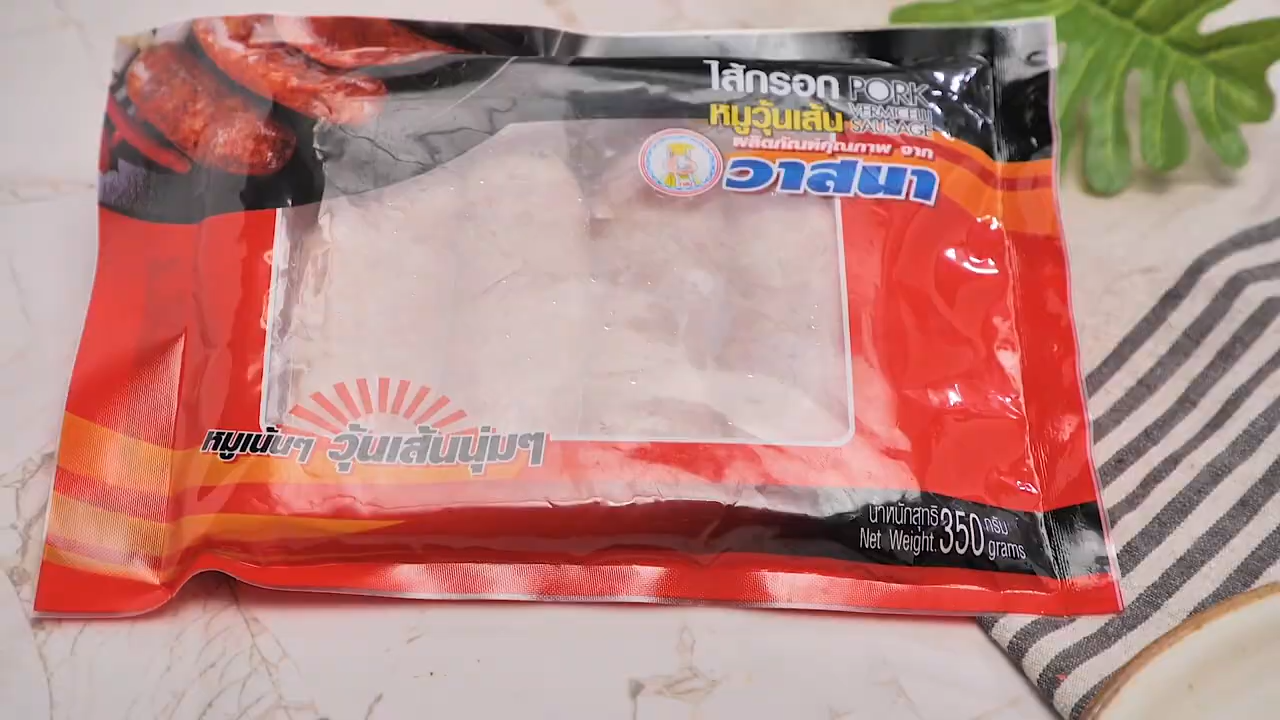 ไส้กรอก PORK
หมูวุ้นเส้น VERMICELLI SAUSAGE
ผลิตภัณฑ์คุณภาพ จาก
วาสนา
หมูเน้นๆ วุ้นเส้นนุ่มๆ
น้ำหนักสุทธิ 350 กรัม
Net Weight. grams